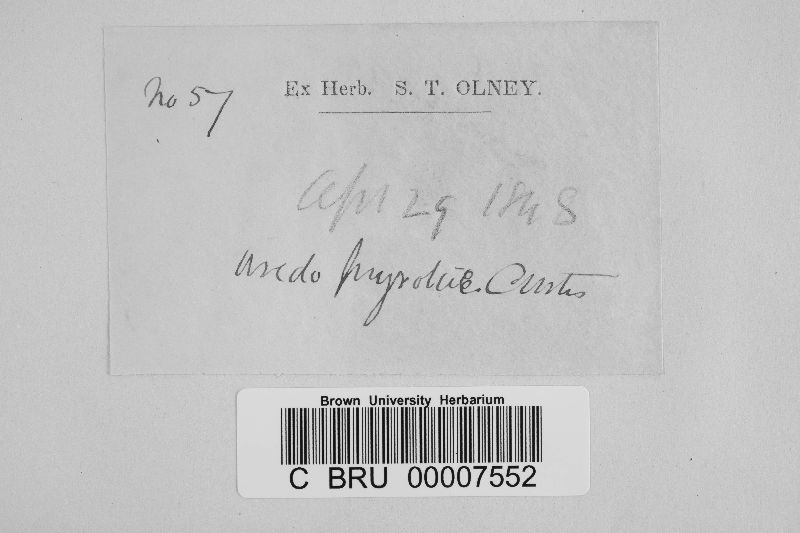 No 57
Ex Herb. S. T. OLNEY.
Apr 29 1848
Uredo pyrolae. Curtis
Brown University Herbarium
C BRU 00007552